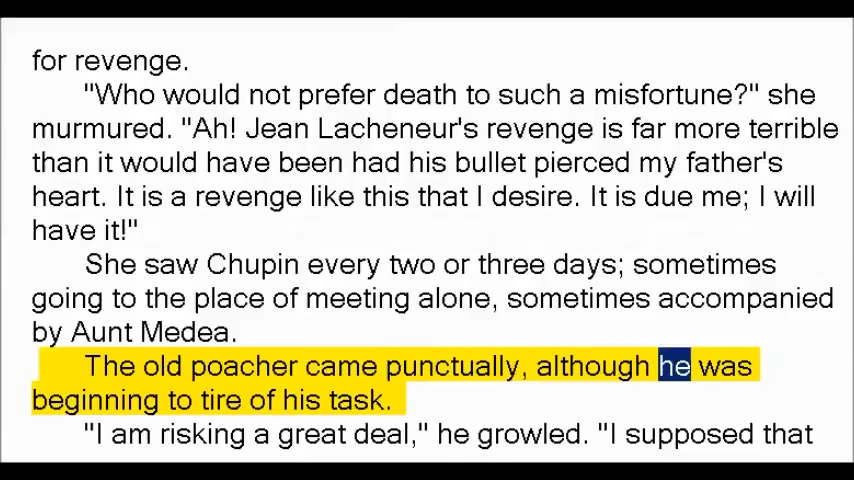 for revenge.
"Who would not prefer death to such a misfortune?" she
murmured. "Ah! Jean Lacheneur's revenge is far more terrible
than it would have been had his bullet pierced my father's
heart. It is a revenge like this that I desire. It is due me; I will
have it!"
She saw Chupin every two or three days; sometimes
going to the place of meeting alone, sometimes accompanied
by Aunt Medea.
The old poacher came punctually, although he was
beginning to tire of his task.
"I am risking a great deal," he growled. "I supposed that